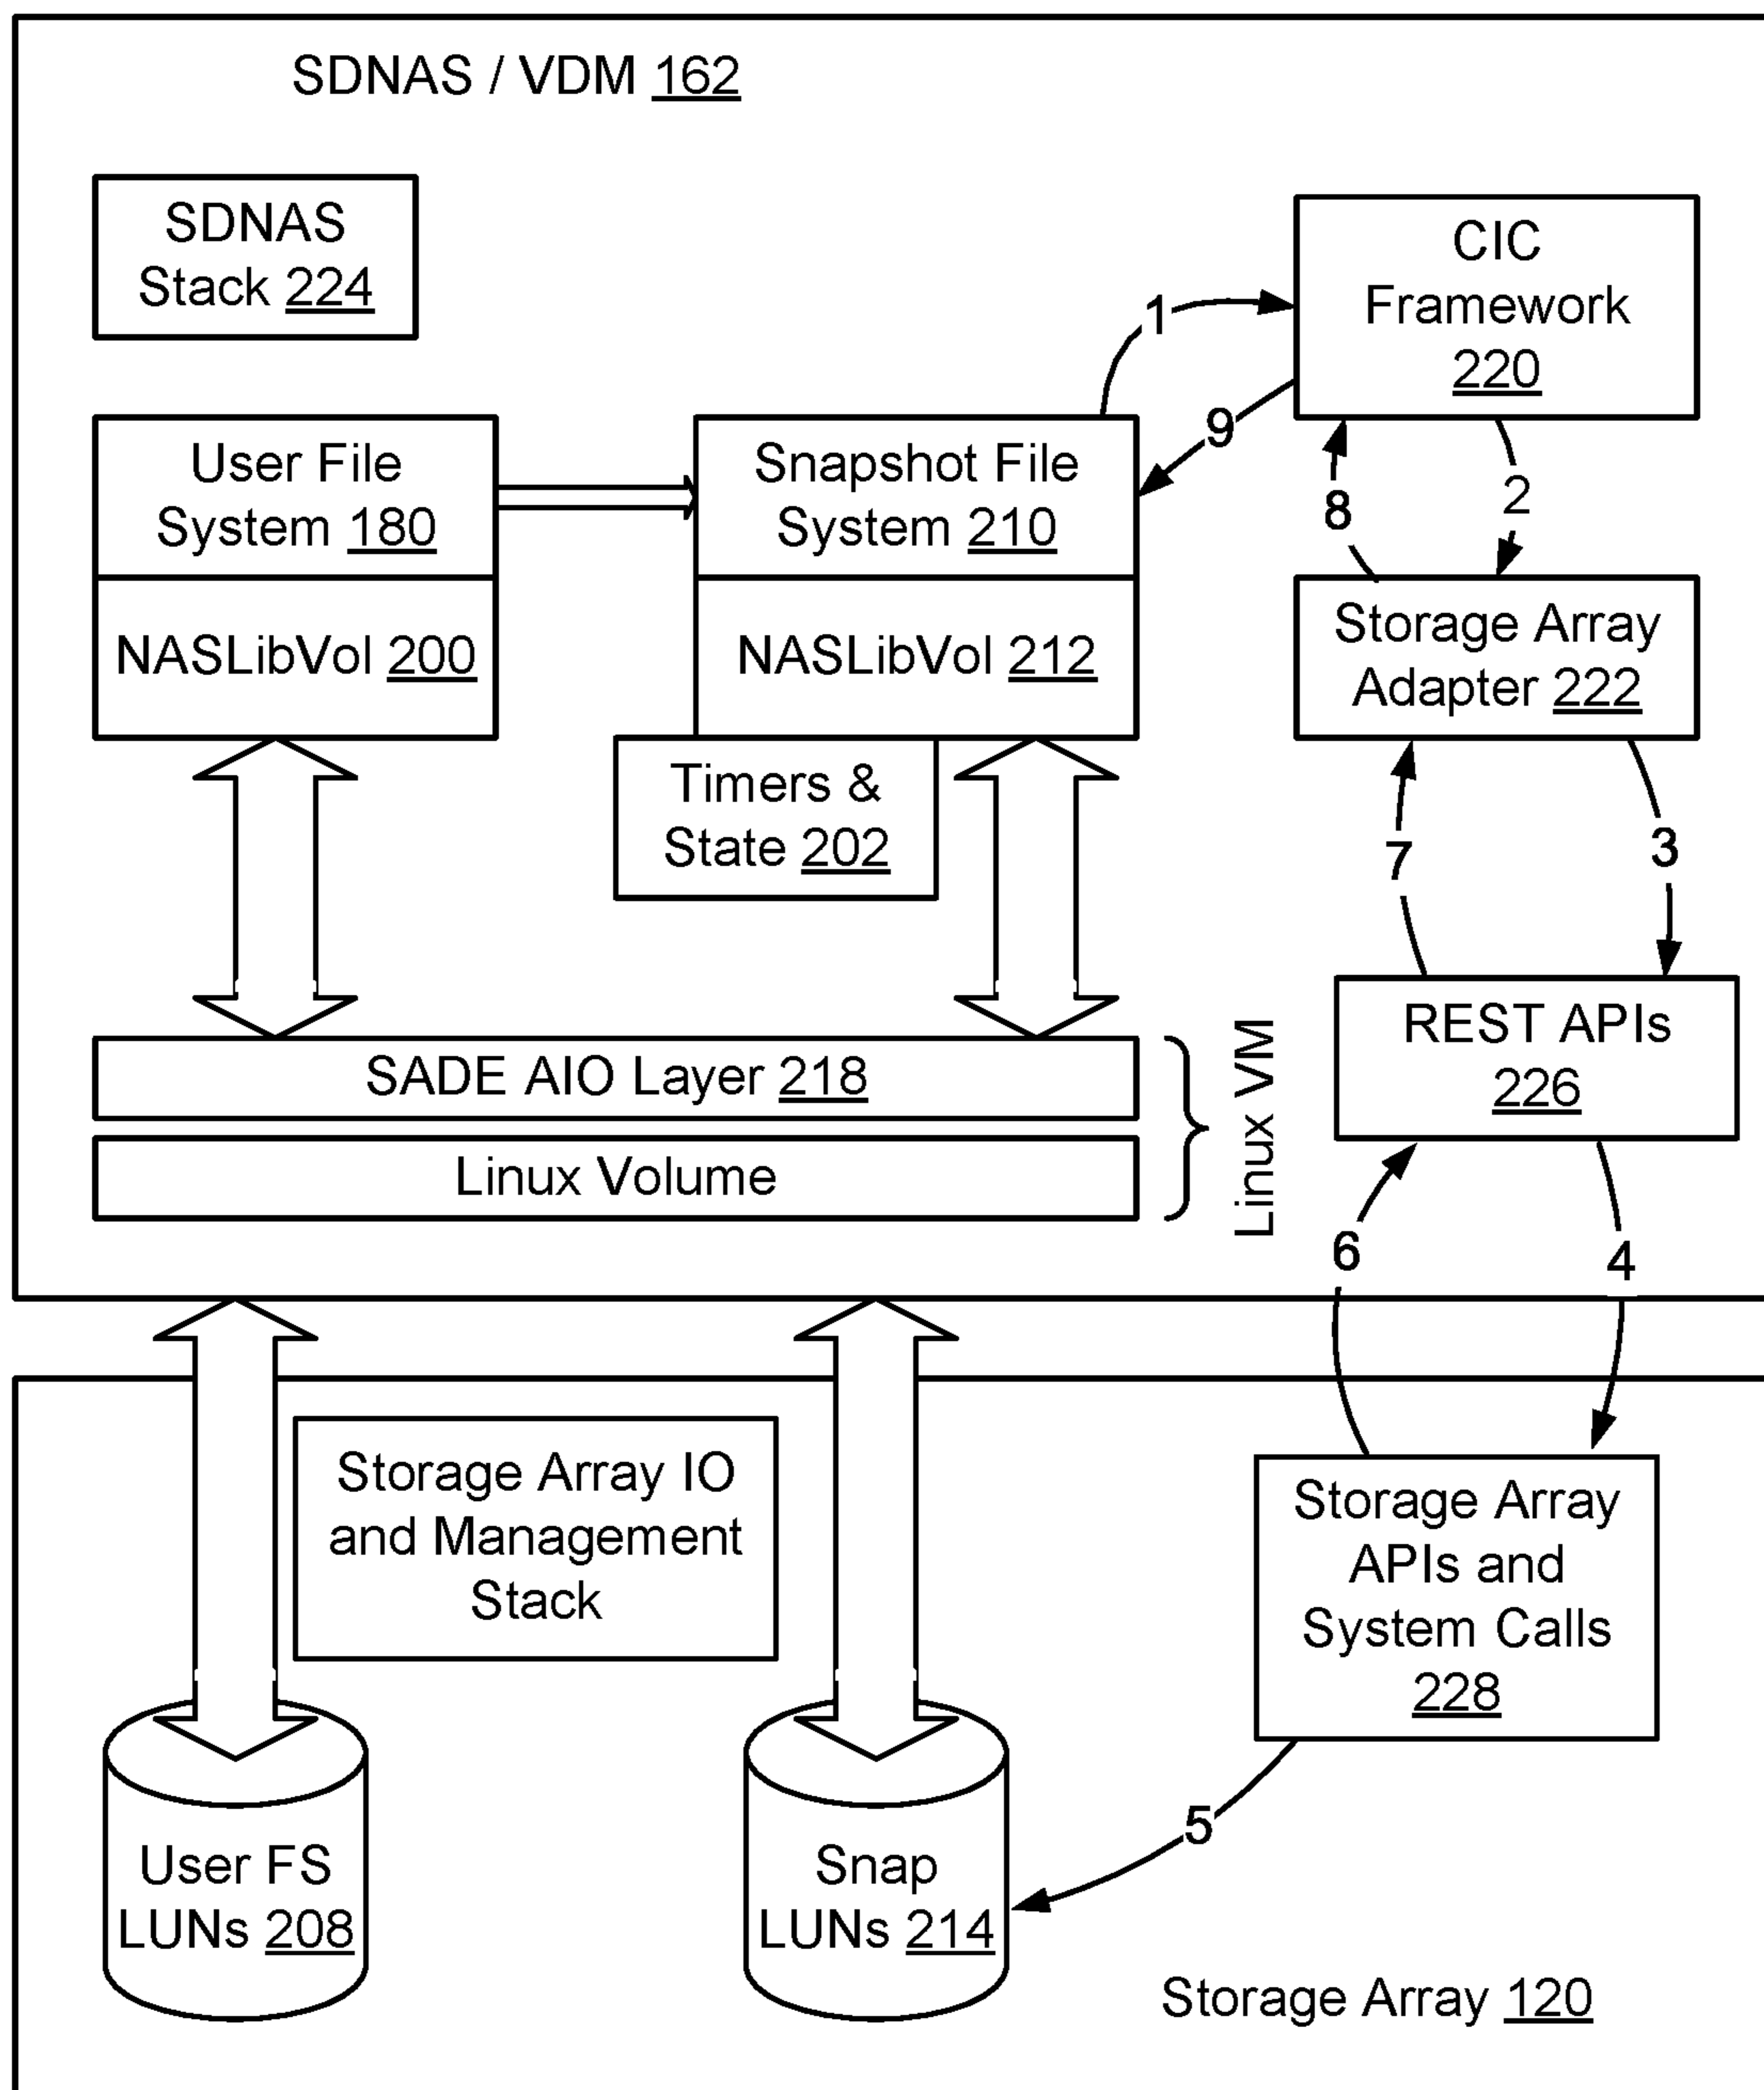 SDNAS / VDM 162
SDNAS
Stack 224
CIC
Framework
220
1
9
User File
System 180
Snapshot File
System 210
8
2
NASLibVol 200
NASLibVol 212
Storage Array
Adapter 222
Timers &
State 202
7
3
REST APIs
226
SADE AIO Layer 218
Linux Volume
Linux VM
6
4
Storage Array IO
and Management
Stack
Storage Array
APIs and
System Calls
228
5
User FS
LUNs 208
Snap
LUNs 214
Storage Array 120